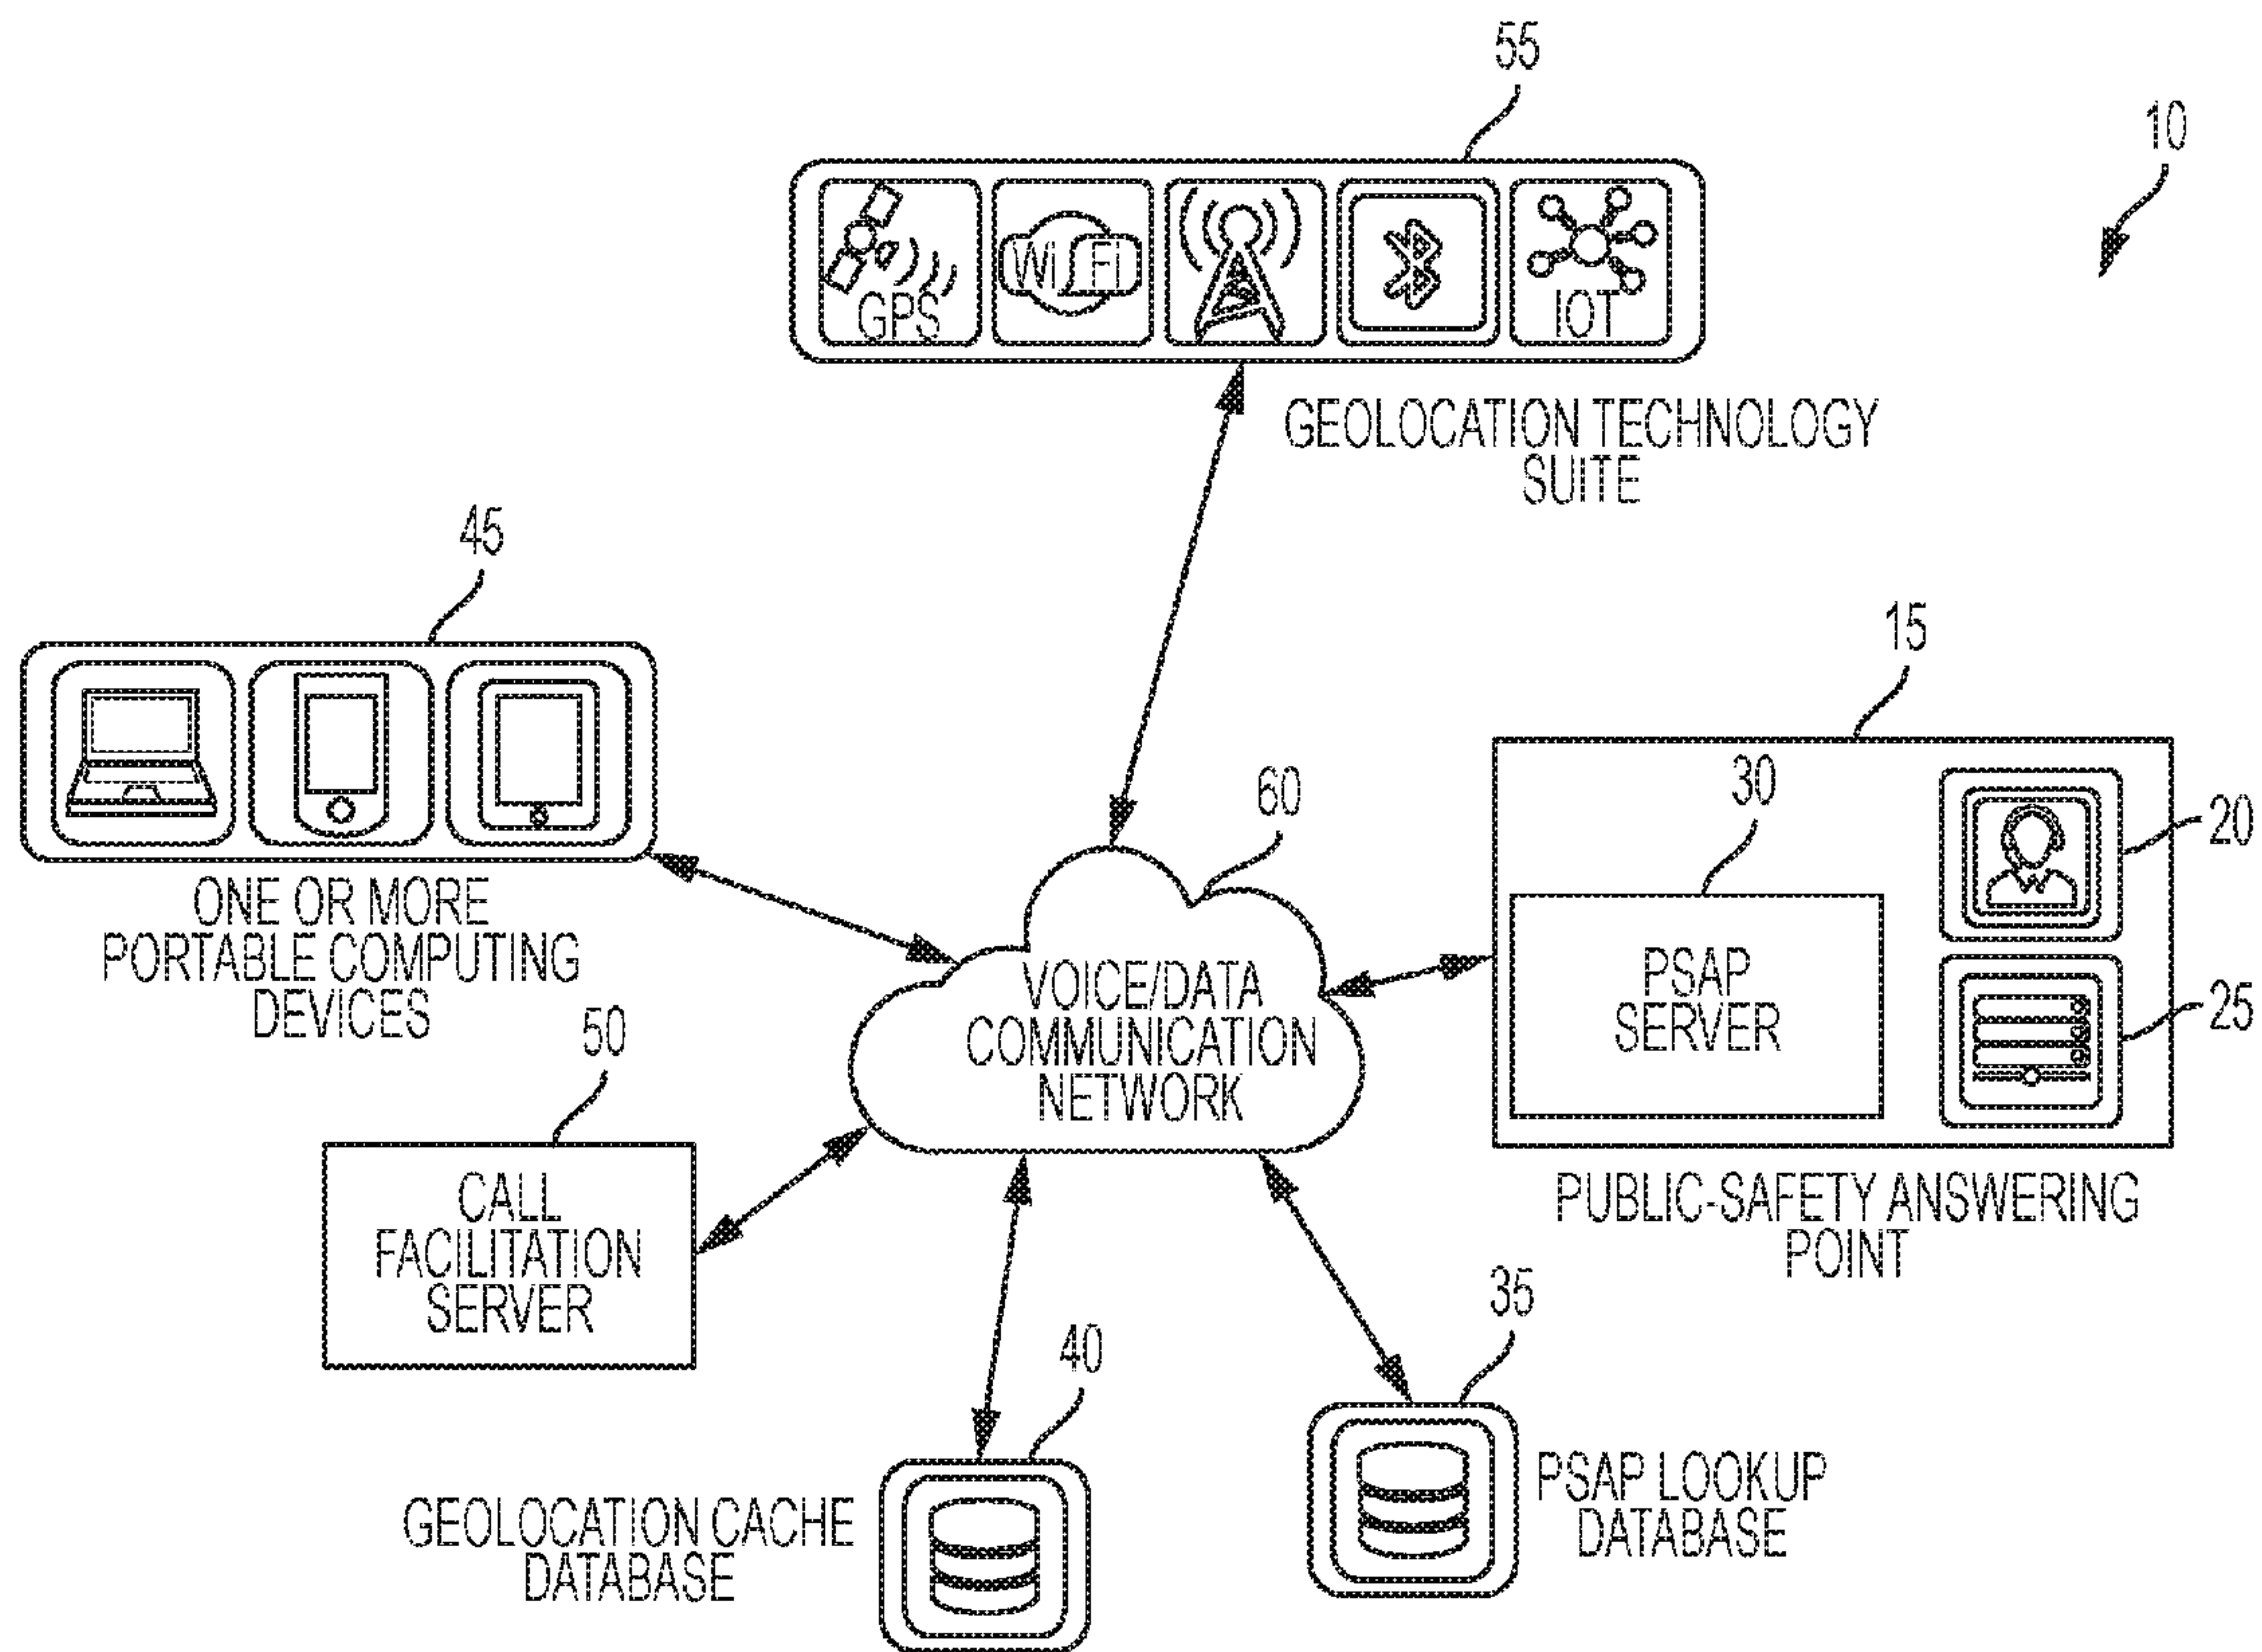 55
10
GPS
Wi Fi
IOT
GEOLOCATION TECHNOLOGY
SUITE
45
15
ONE OR MORE
PORTABLE COMPUTING
DEVICES
60
30
20
PSAP
SERVER
25
VOICE/DATA
COMMUNICATION
NETWORK
50
CALL
FACILITATION
SERVER
PUBLIC-SAFETY ANSWERING
POINT
40
35
GEOLOCATION CACHE
DATABASE
PSAP LOOKUP
DATABASE